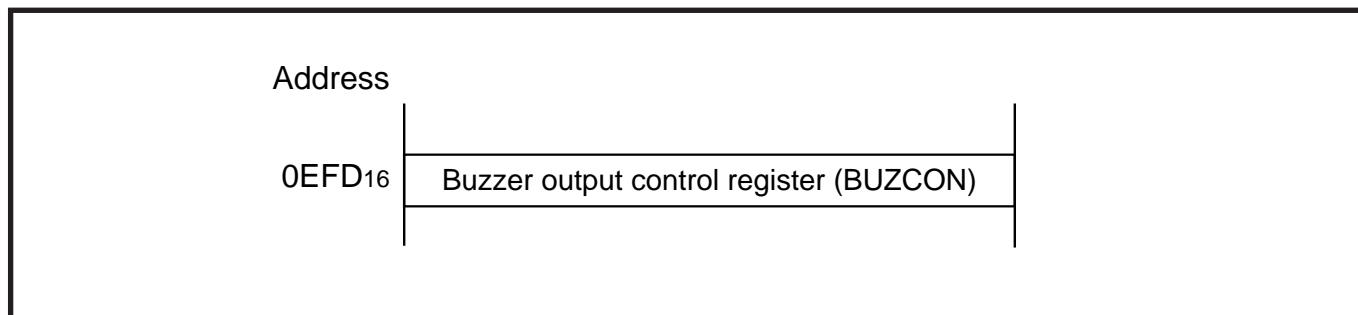 Address
0EFD16 Buzzer output control register (BUZCON)